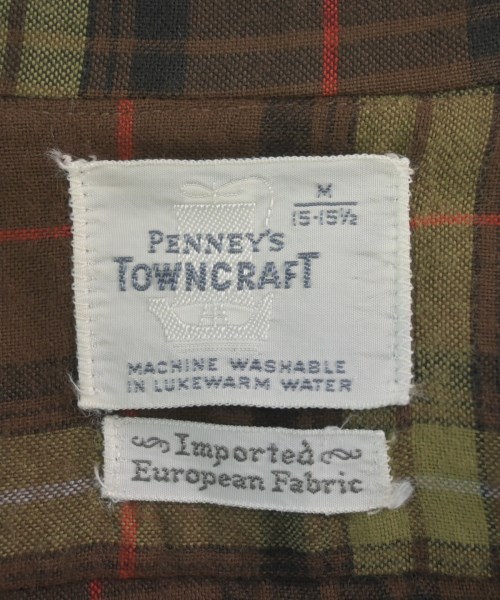 M
15-15½
PENNEY'S
TOWNCRAFT
MACHINE WASHABLE
IN LUKEWARM WATER
Imported
European Fabric